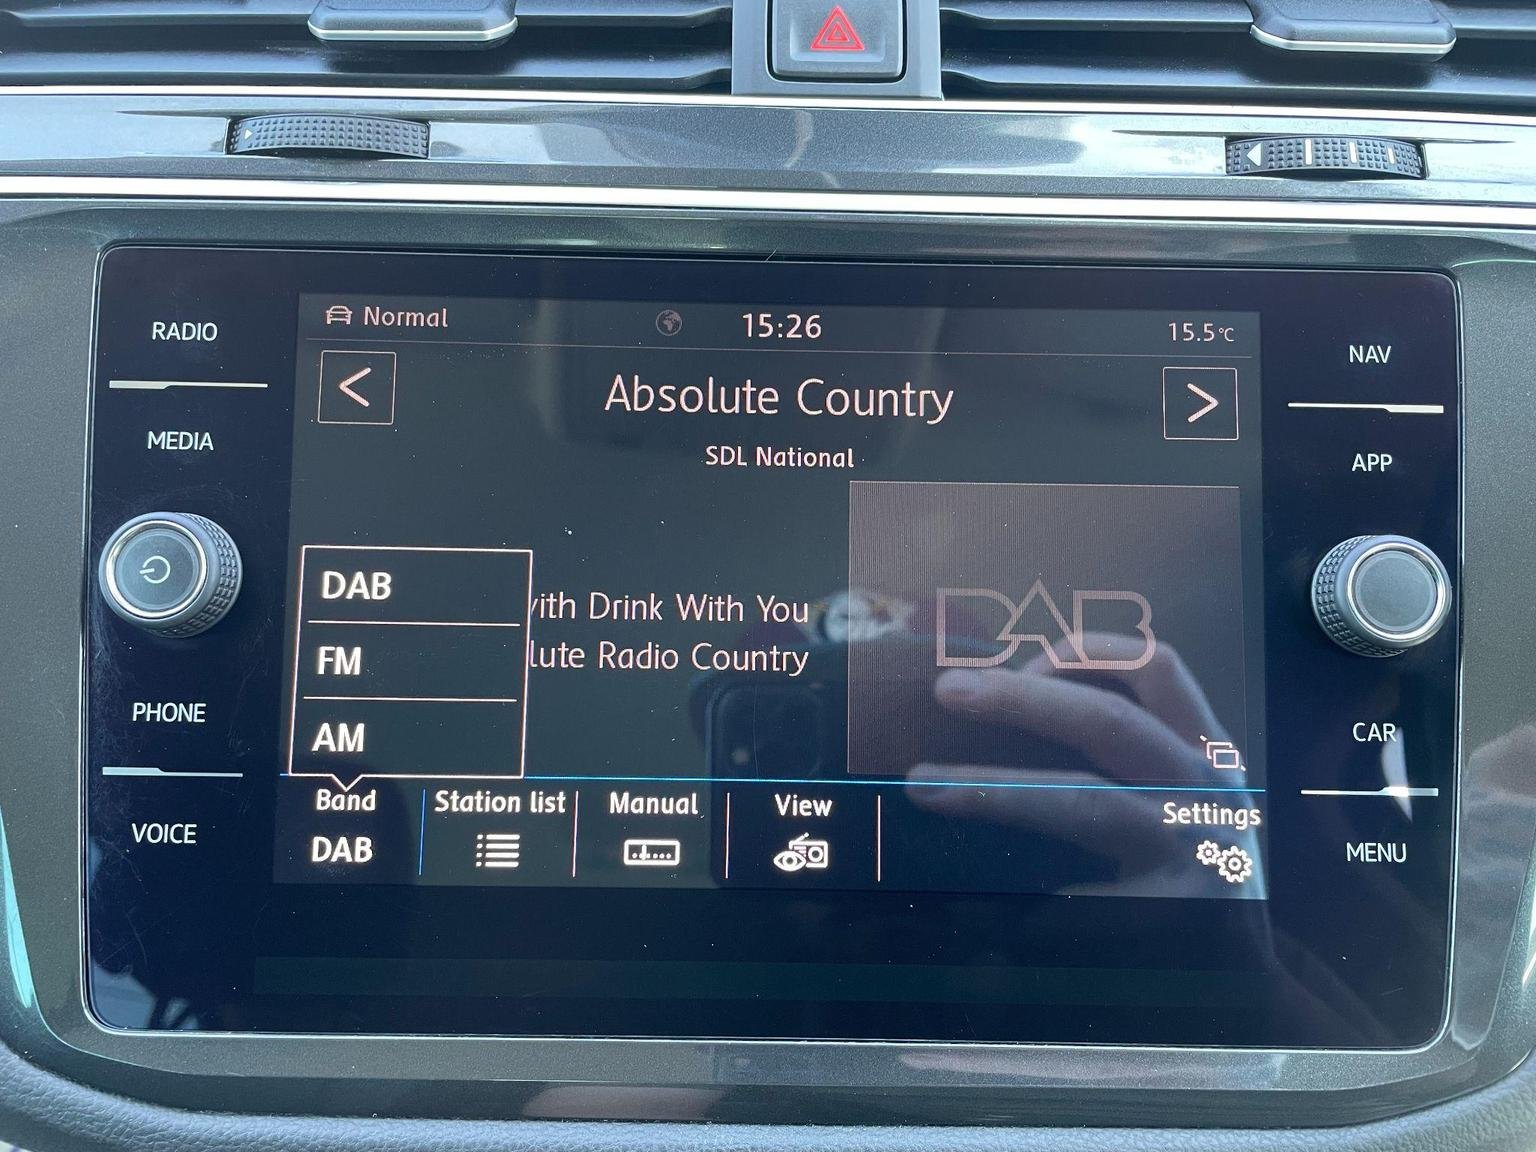 RADIO
MEDIA
PHONE
VOICE
Normal
15:26
15.5°C
<
Absolute Country
>
SDL National
DAB
FM
AM
with Drink With You
lute Radio Country
DAB
Band
DAB
Station list
Manual
View
Settings
NAV
APP
CAR
MENU